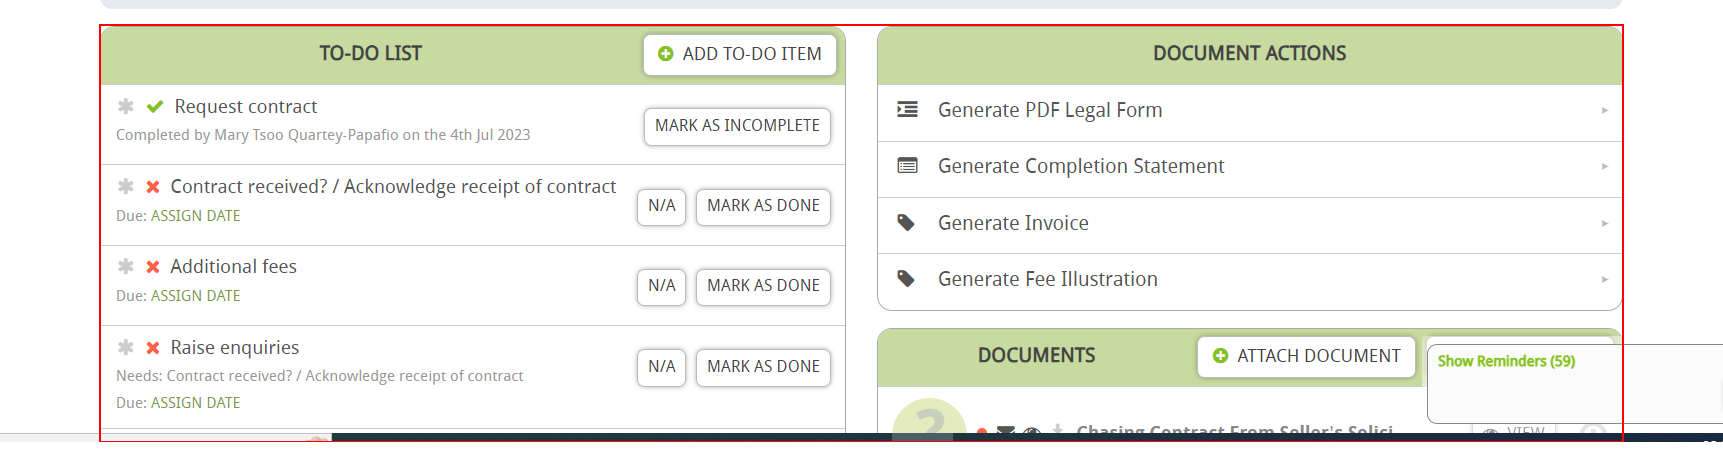 TO-DO LIST
ADD TO-DO ITEM
Request contract
Completed by Mary Tsoo Quartey-Papafio on the 4th Jul 2023
MARK AS INCOMPLETE
Contract received? / Acknowledge receipt of contract
Due: ASSIGN DATE
N/A
MARK AS DONE
Additional fees
Due: ASSIGN DATE
N/A
MARK AS DONE
Raise enquiries
Needs: Contract received? / Acknowledge receipt of contract
Due: ASSIGN DATE
N/A
MARK AS DONE
DOCUMENT ACTIONS
Generate PDF Legal Form
Generate Completion Statement
Generate Invoice
Generate Fee Illustration
DOCUMENTS
ATTACH DOCUMENT
Show Reminders (59)
?
Chasing Contract From Seller's Solici
VIEW